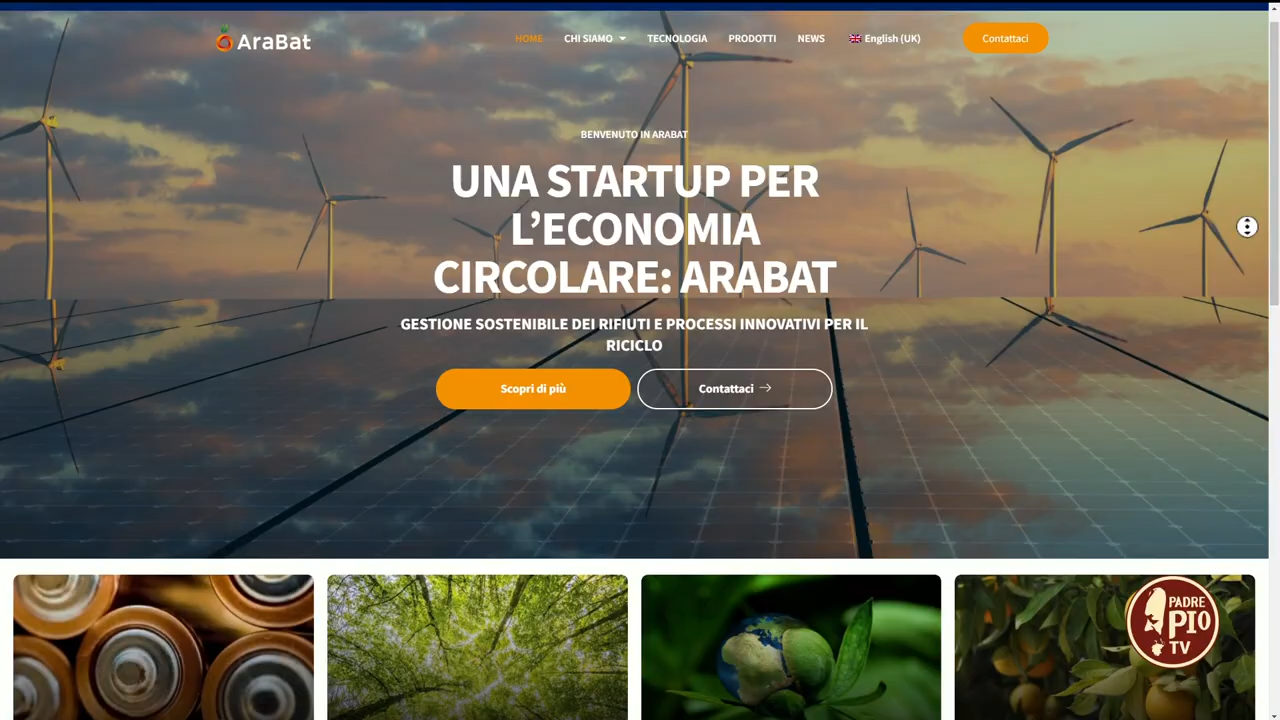 AraBat
HOME
CHI SIAMO
TECNOLOGIA
PRODOTTI
NEWS
English (UK)
Contattaci
BENVENUTO IN ARABAT
UNA STARTUP PER
L'ECONOMIA
CIRCOLARE: ARABAT
GESTIONE SOSTENIBILE DEI RIFIUTI E PROCESSI INNOVATIVI PER IL
RICICLO
Scopri di più
Contattaci →
PADRE
PIO
TV